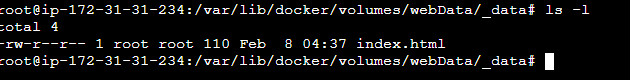 root@ip-172-31-31-234:/var/lib/docker/volumes/webData/_data# ls -l
total 4
-rw-r--r-- 1 root root 110 Feb  8 04:37 index.html
root@ip-172-31-31-234:/var/lib/docker/volumes/webData/_data#